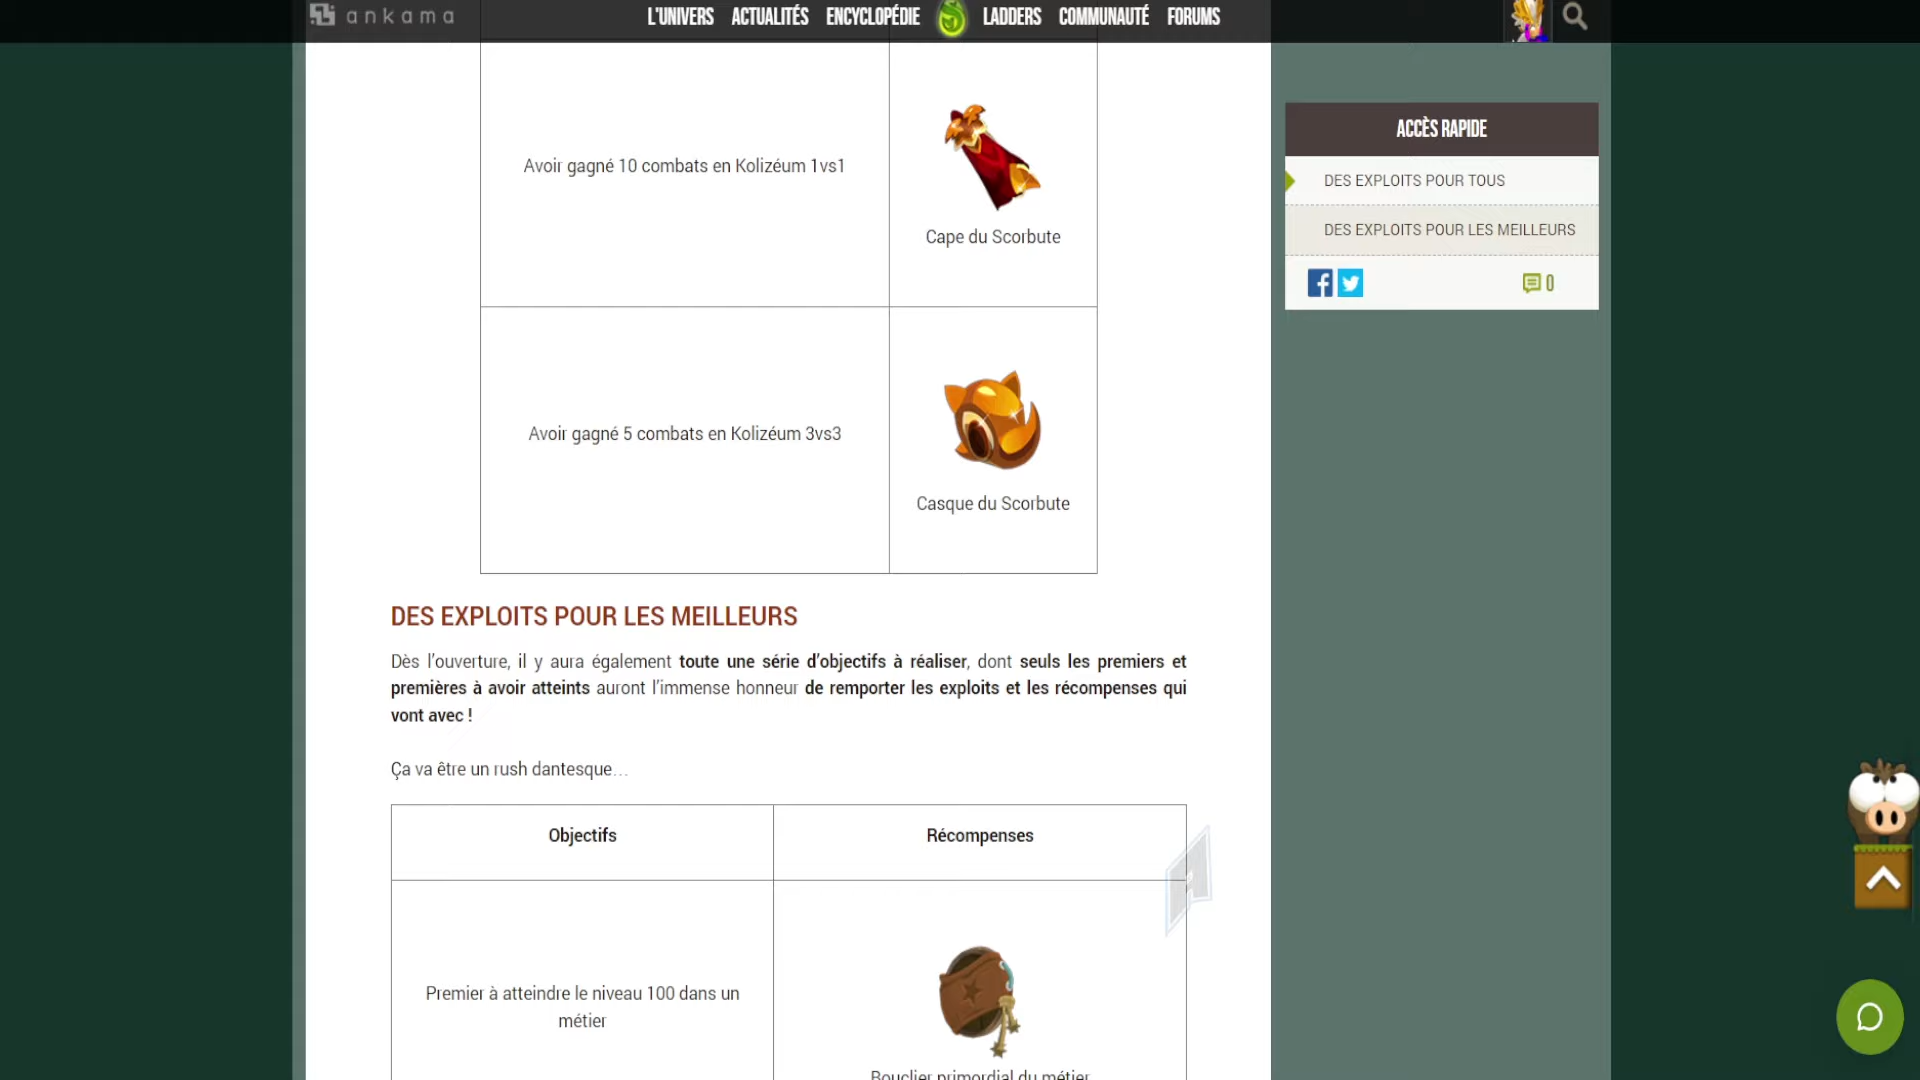 ankama
L'UNIVERS ACTUALITÉS ENCYCLOPÉDIE LADDERS COMMUNAUTÉ FORUMS
Avoir gagné 10 combats en Kolizéum 1vs1
Cape du Scorbute
Avoir gagné 5 combats en Kolizéum 3vs3
Casque du Scorbute
ACCÈS RAPIDE
DES EXPLOITS POUR TOUS
DES EXPLOITS POUR LES MEILLEURS
0
DES EXPLOITS POUR LES MEILLEURS
Dès l'ouverture, il y aura également toute une série d'objectifs à réaliser, dont seuls les premiers et
premières à avoir atteints auront l'immense honneur de remporter les exploits et les récompenses qui
vont avec !
Ça va être un rush dantesque…
Objectifs
Récompenses
Premier à atteindre le niveau 100 dans un
métier
Bouclier primordial du métier